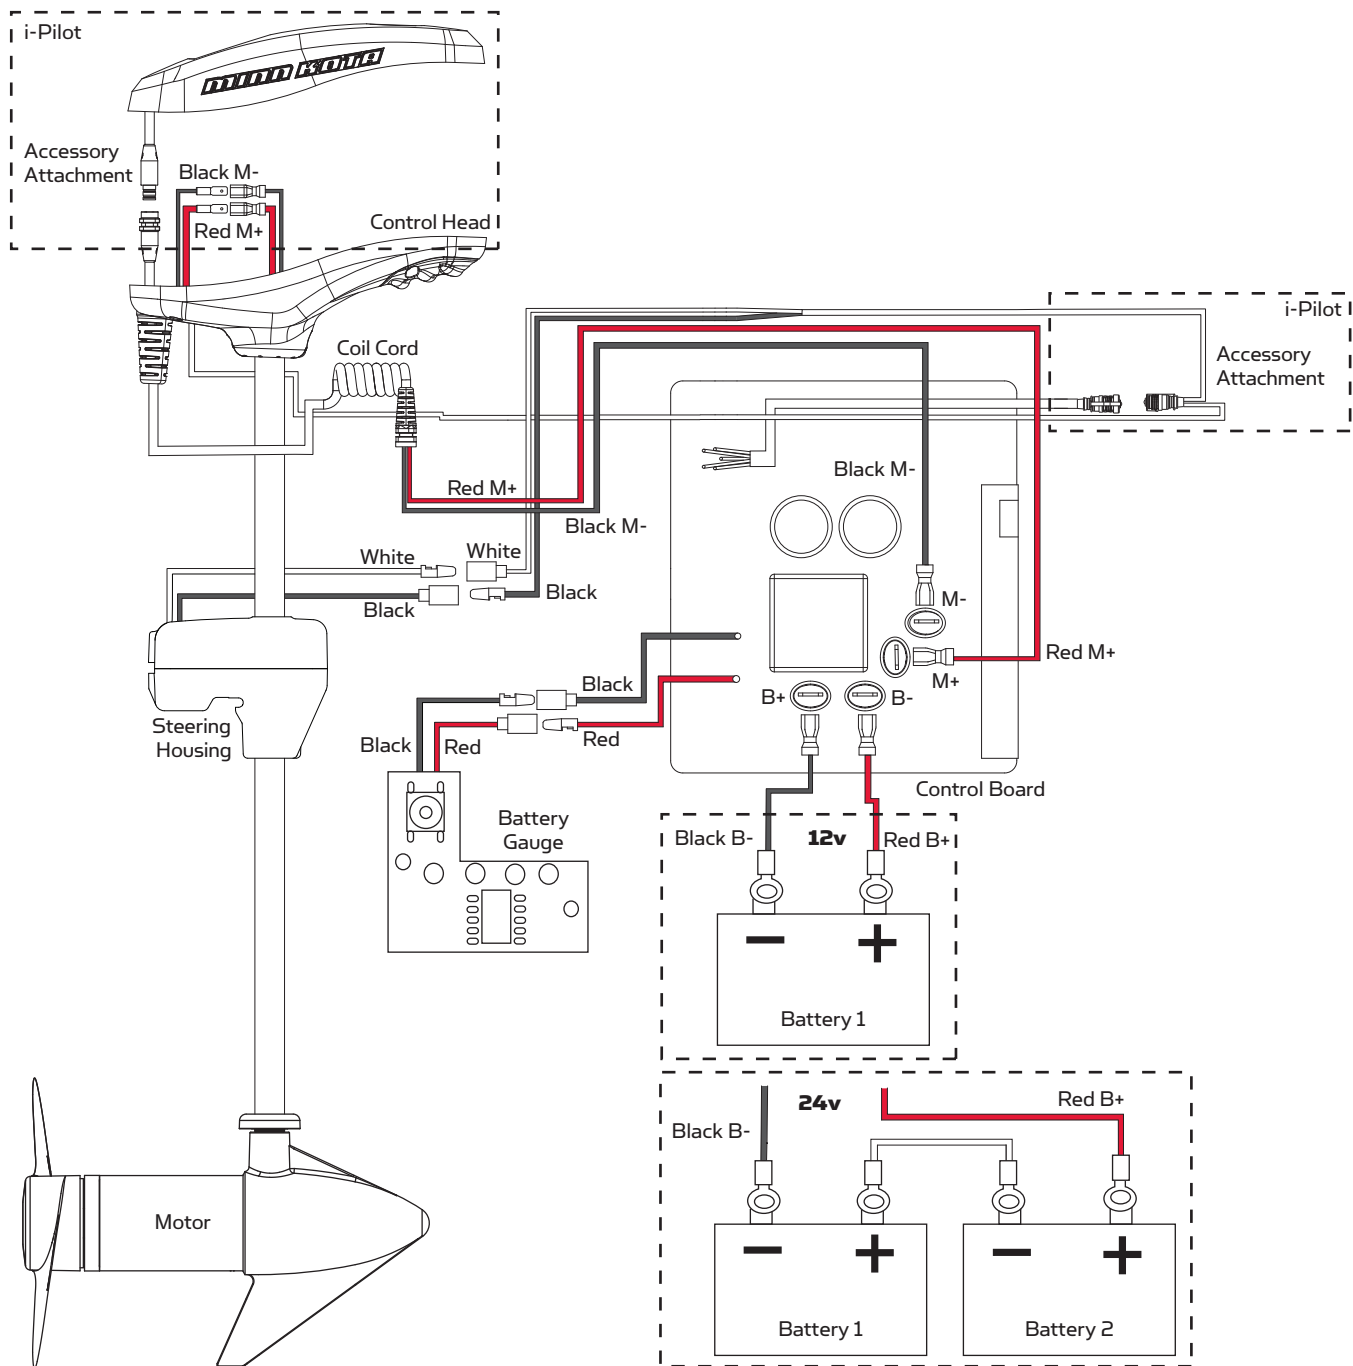 i-Pilot
MINN KOTA
Accessory
Attachment
Black M-
Red M+
Control Head
i-Pilot
Accessory
Attachment
Coil Cord
Black M-
Red M+
Black M-
White
White
Black
Black
M-
Red M+
M+
B+
B-
Black
Red
Black
Red
Steering
Housing
Control Board
Battery
Gauge
Black B-
12v
Red B+
Battery 1
24v
Red B+
Black B-
Motor
Battery 1
Battery 2